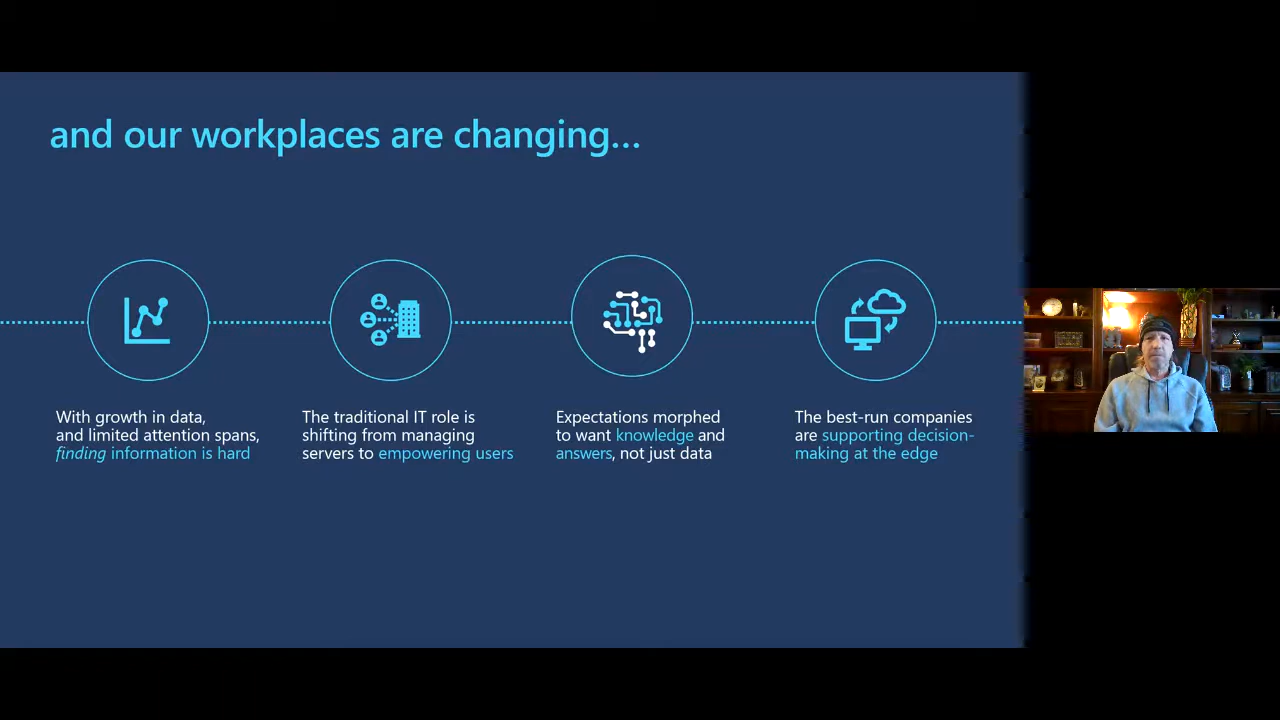 and our workplaces are changing...
With growth in data,
and limited attention spans,
finding information is hard
The traditional IT role is
shifting from managing
servers to empowering users
Expectations morphed
to want knowledge and
answers, not just data
The best-run companies
are supporting decision-
making at the edge